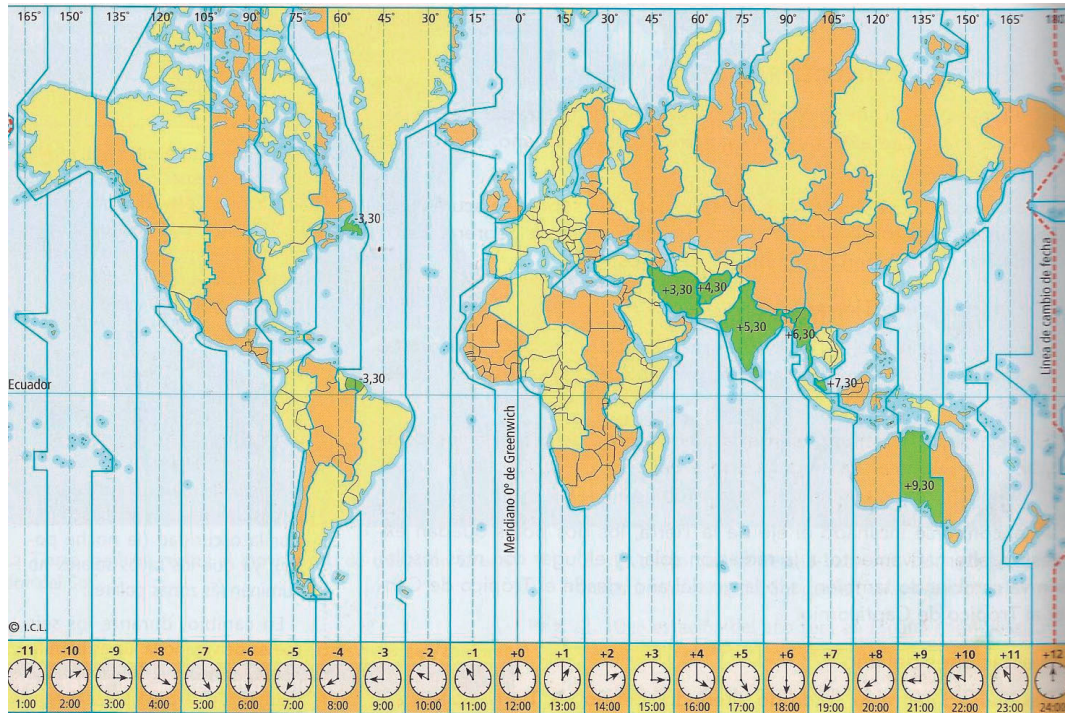 165° 150° 135° 120° 105° 90° 75° 60° 45° 30° 15° 0° 15° 30° 45° 60° 75° 90° 105° 120° 135° 150° 165° 180°
-3,30
+3,30
+4,30
+5,30
+6,30
+7,30
-3,30
+9,30
Ecuador
Meridiano 0° de Greenwich
Línea de cambio de fecha
© I.C.L.
-11 -10 -9 -8 -7 -6 -5 -4 -3 -2 -1 +0 +1 +2 +3 +4 +5 +6 +7 +8 +9 +10 +11 +12
1:00 2:00 3:00 4:00 5:00 6:00 7:00 8:00 9:00 10:00 11:00 12:00 13:00 14:00 15:00 16:00 17:00 18:00 19:00 20:00 21:00 22:00 23:00 24:00